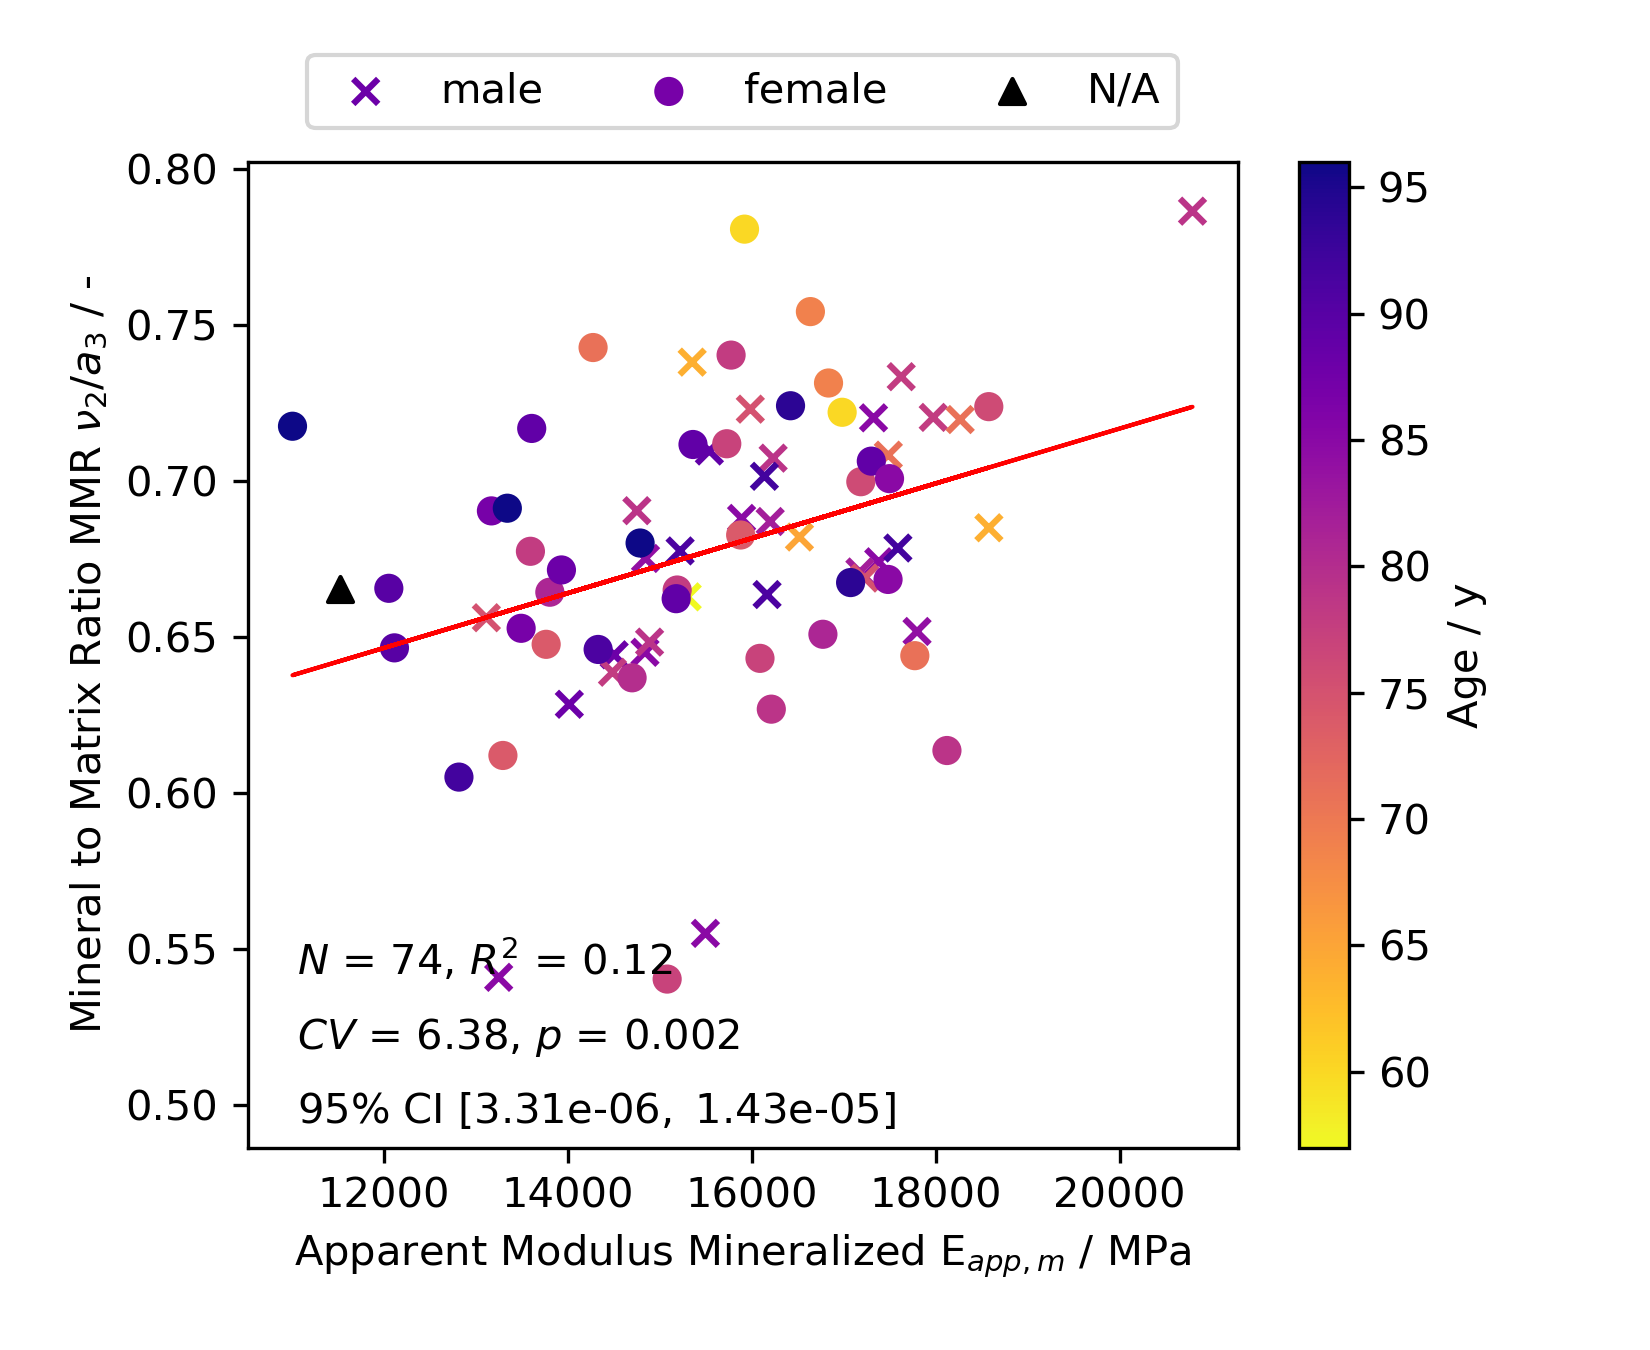 male female N/A
0.80
0.75
0.70
0.65
0.60
0.55
0.50
Mineral to Matrix Ratio MMR ν₂/a₃ / -
N = 74, R² = 0.12
CV = 6.38, p = 0.002
95% CI [3.31e-06, 1.43e-05]
12000 14000 16000 18000 20000
Apparent Modulus Mineralized E_app,m / MPa
95
90
85
80
75
70
65
60
Age / y